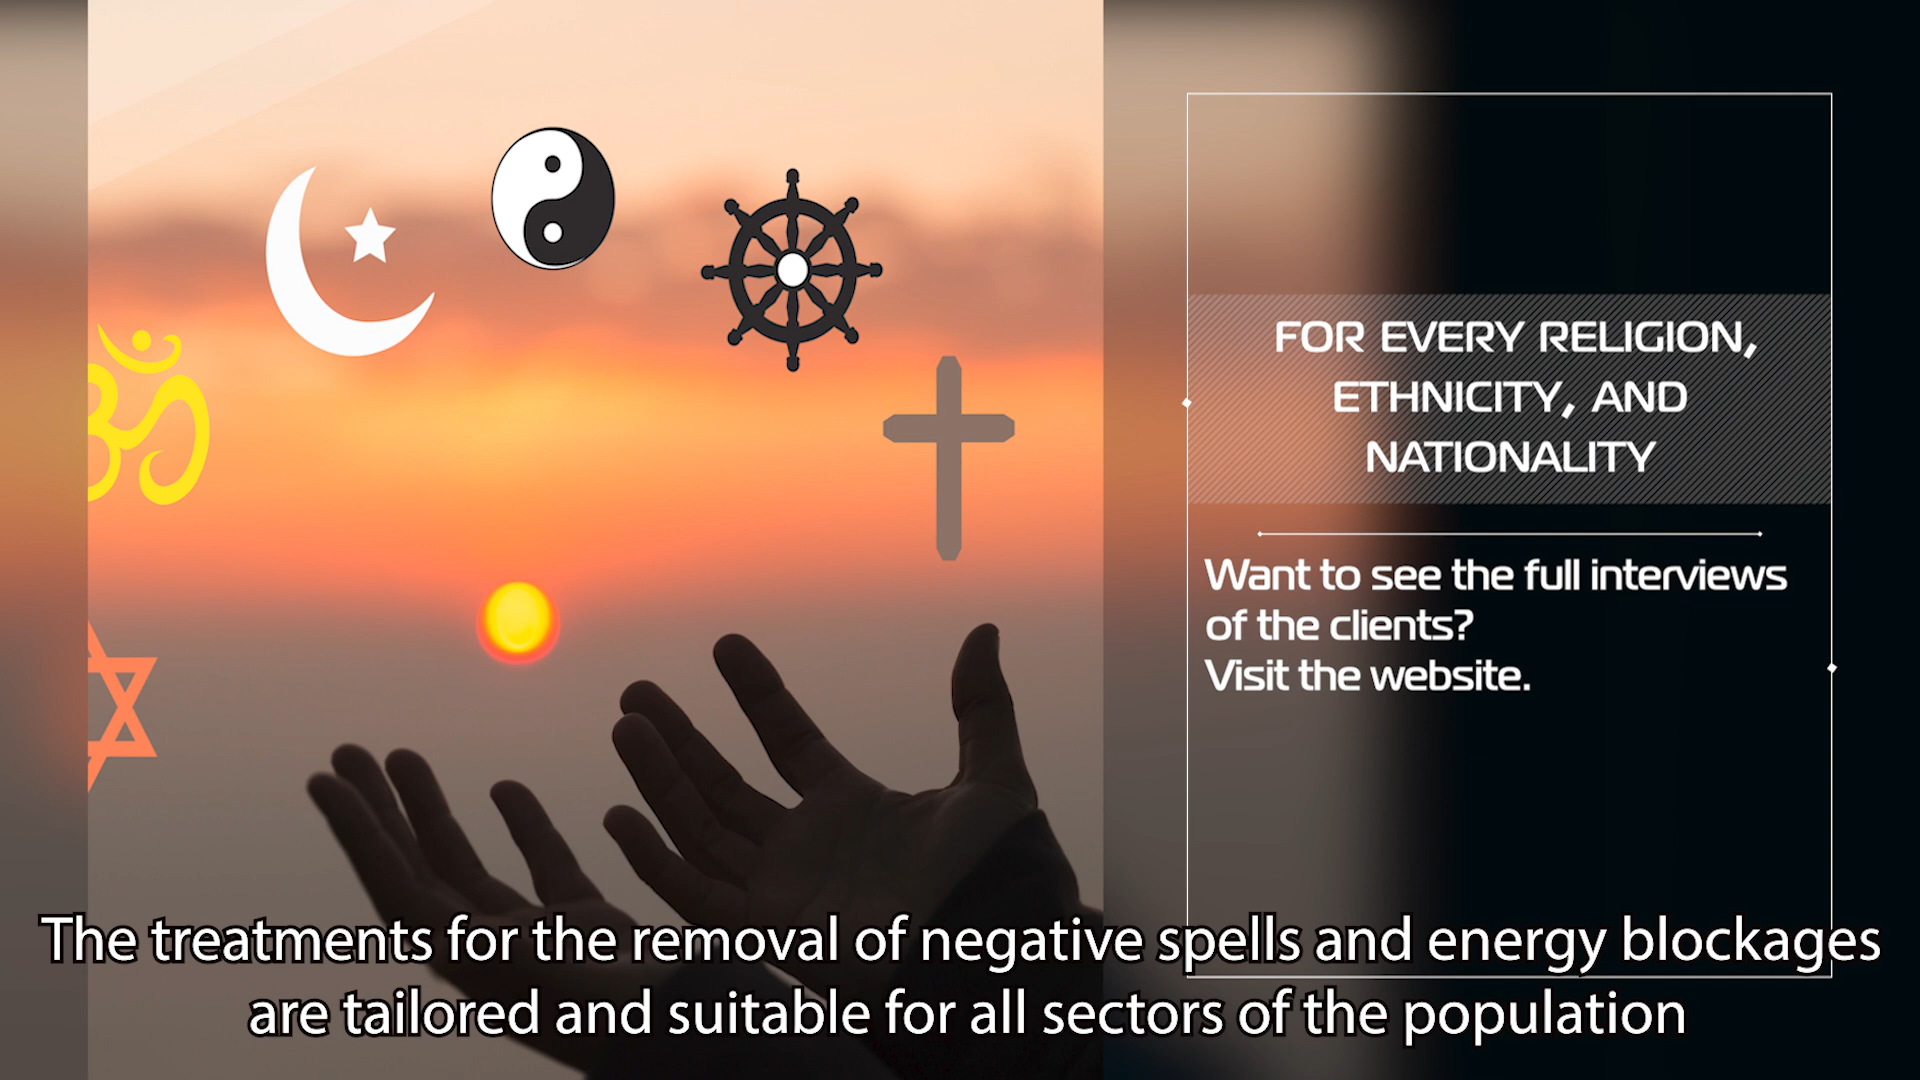 FOR EVERY RELIGION,
ETHNICITY, AND
NATIONALITY
Want to see the full interviews
of the clients?
Visit the website.
The treatments for the removal of negative spells and energy blockages
are tailored and suitable for all sectors of the population